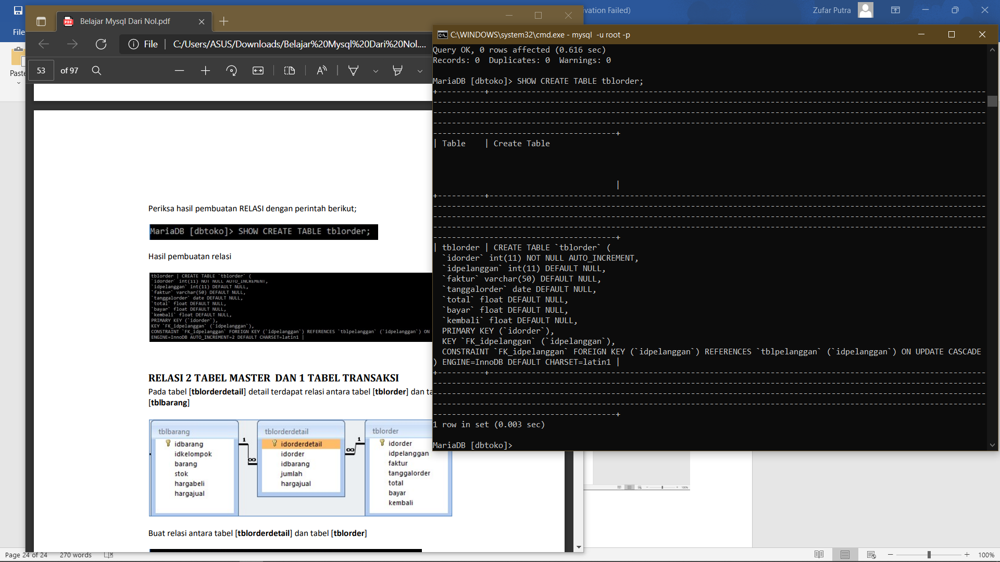 ivation Failed)
Zufar Putra
File
Paste
Belajar Mysql Dari Nol.pdf
File
C:/Users/ASUS/Downloads/Belajar%20Mysql%20Dari%20Nol....
53 of 97
Periksa hasil pembuatan RELASI dengan perintah berikut;
MariaDB [dbtoko]> SHOW CREATE TABLE tblorder;
Hasil pembuatan relasi
tblorder | CREATE TABLE `tblorder` (
`idorder` int(11) NOT NULL AUTO_INCREMENT,
`idpelanggan` int(11) DEFAULT NULL,
`faktur` varchar(50) DEFAULT NULL,
`tanggalorder` date DEFAULT NULL,
`total` float DEFAULT NULL,
`bayar` float DEFAULT NULL,
`kembali` float DEFAULT NULL,
PRIMARY KEY (`idorder`),
KEY `FK_idpelanggan` (`idpelanggan`),
CONSTRAINT `FK_idpelanggan` FOREIGN KEY (`idpelanggan`) REFERENCES `tblpelanggan` (`idpelanggan`) ON
ENGINE=InnoDB AUTO_INCREMENT=2 DEFAULT CHARSET=latin1 |
RELASI 2 TABEL MASTER DAN 1 TABEL TRANSAKSI
Pada tabel [tblorderdetail] detail terdapat relasi antara tabel [tblorder] dan ta
[tblbarang]
tblbarang
idbarang
idkelompok
barang
stok
hargabeli
hargajual
1
∞
tblorderdetail
idorderdetail
idorder
idbarang
jumlah
hargajual
1
∞
tblorder
idorder
idpelanggan
faktur
tanggalorder
total
bayar
kembali
Buat relasi antara tabel [tblorderdetail] dan tabel [tblorder]
C:\WINDOWS\system32\cmd.exe - mysql -u root -p
Query OK, 0 rows affected (0.616 sec)
Records: 0 Duplicates: 0 Warnings: 0
MariaDB [dbtoko]> SHOW CREATE TABLE tblorder;
| Table | Create Table
|
| tblorder | CREATE TABLE `tblorder` (
`idorder` int(11) NOT NULL AUTO_INCREMENT,
`idpelanggan` int(11) DEFAULT NULL,
`faktur` varchar(50) DEFAULT NULL,
`tanggalorder` date DEFAULT NULL,
`total` float DEFAULT NULL,
`bayar` float DEFAULT NULL,
`kembali` float DEFAULT NULL,
PRIMARY KEY (`idorder`),
KEY `FK_idpelanggan` (`idpelanggan`),
CONSTRAINT `FK_idpelanggan` FOREIGN KEY (`idpelanggan`) REFERENCES `tblpelanggan` (`idpelanggan`) ON UPDATE CASCADE
) ENGINE=InnoDB DEFAULT CHARSET=latin1 |
1 row in set (0.003 sec)
MariaDB [dbtoko]>
100%
Page 24 of 24
270 words
100%